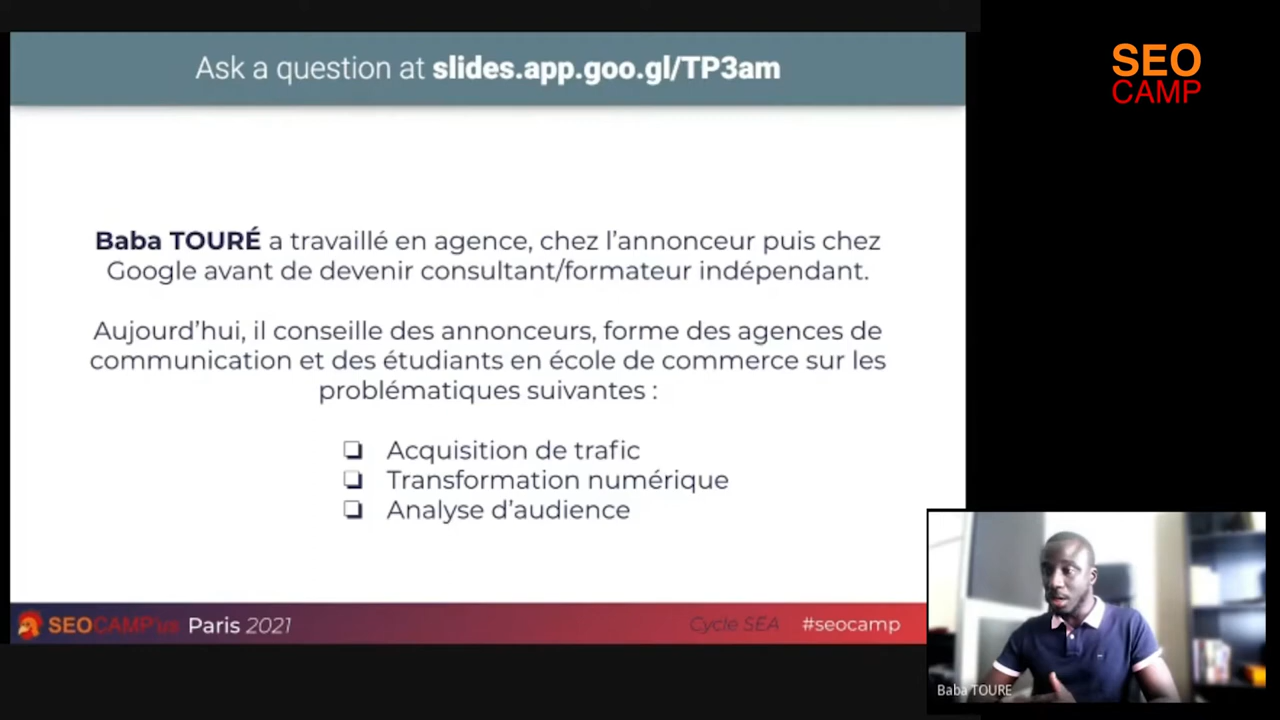 Ask a question at slides.app.goo.gl/TP3am
SEO
CAMP
Baba TOURÉ a travaillé en agence, chez l'annonceur puis chez
Google avant de devenir consultant/formateur indépendant.
Aujourd'hui, il conseille des annonceurs, forme des agences de
communication et des étudiants en école de commerce sur les
problématiques suivantes :
❏ Acquisition de trafic
❏ Transformation numérique
❏ Analyse d'audience
SEOCAMP'us Paris 2021
Cycle SEA #seocamp
Baba TOURE